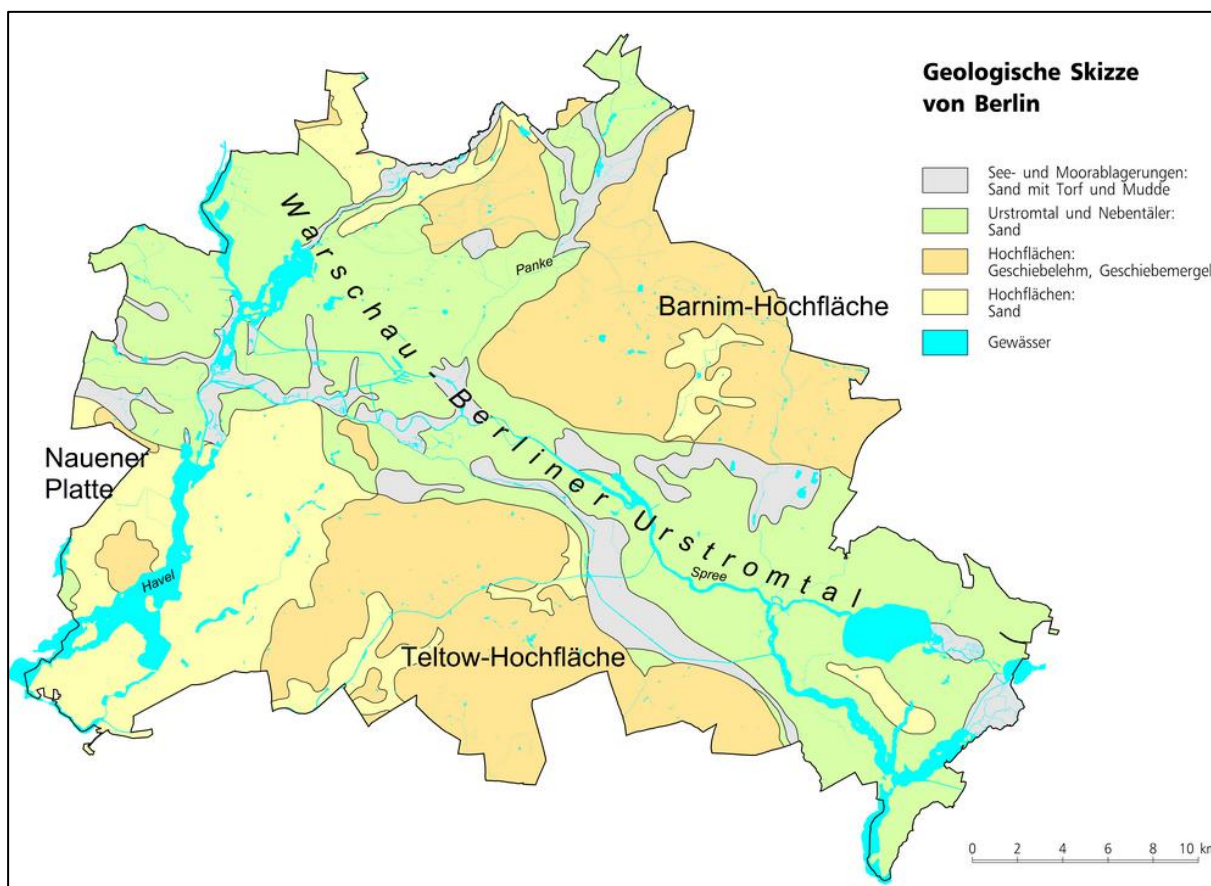 Geologische Skizze
von Berlin
See- und Moorablagerungen:
Sand mit Torf und Mudde
Urstromtal und Nebentäler:
Sand
Hochflächen:
Geschiebelehm, Geschiebemergel
Hochflächen:
Sand
Gewässer
Warschau - Berliner Urstromtal
Panke
Barnim-Hochfläche
Nauener
Platte
Havel
Spree
Teltow-Hochfläche
0 2 4 6 8 10 km